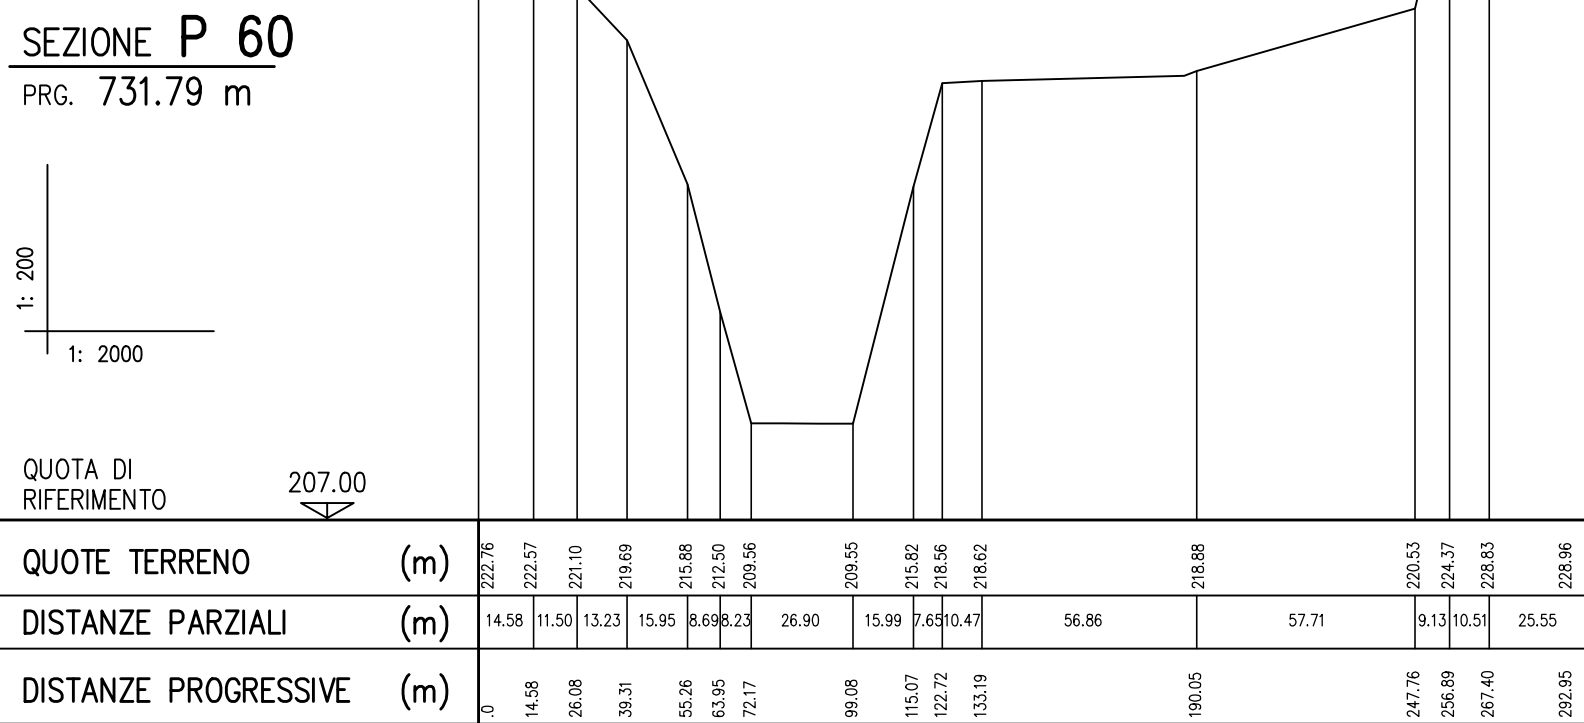 SEZIONE P 60
PRG. 731.79 m
1: 200
1: 2000
QUOTA DI
RIFERIMENTO 207.00
QUOTE TERRENO (m) 222.76 222.57 221.10 219.69 215.88 212.50 209.56 209.55 215.82 218.56 218.62 218.88 220.53 224.37 228.83 228.96
DISTANZE PARZIALI (m) 14.58 11.50 13.23 15.95 8.69 8.23 26.90 15.99 7.65 10.47 56.86 57.71 9.13 10.51 25.55
DISTANZE PROGRESSIVE (m) .0 14.58 26.08 39.31 55.26 63.95 72.17 99.08 115.07 122.72 133.19 190.05 247.76 256.89 267.40 292.95